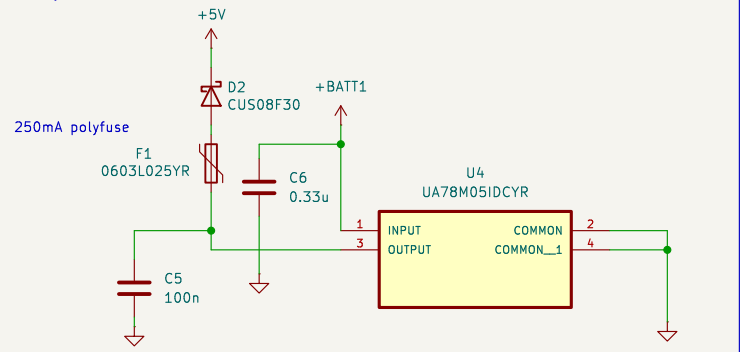 +5V
D2
CUS08F30
+BATT1
250mA polyfuse
F1
0603L025YR
C6
0.33u
U4
UA78M05IDCYR
1
INPUT
COMMON
2
3
OUTPUT
COMMON__1
4
C5
100n